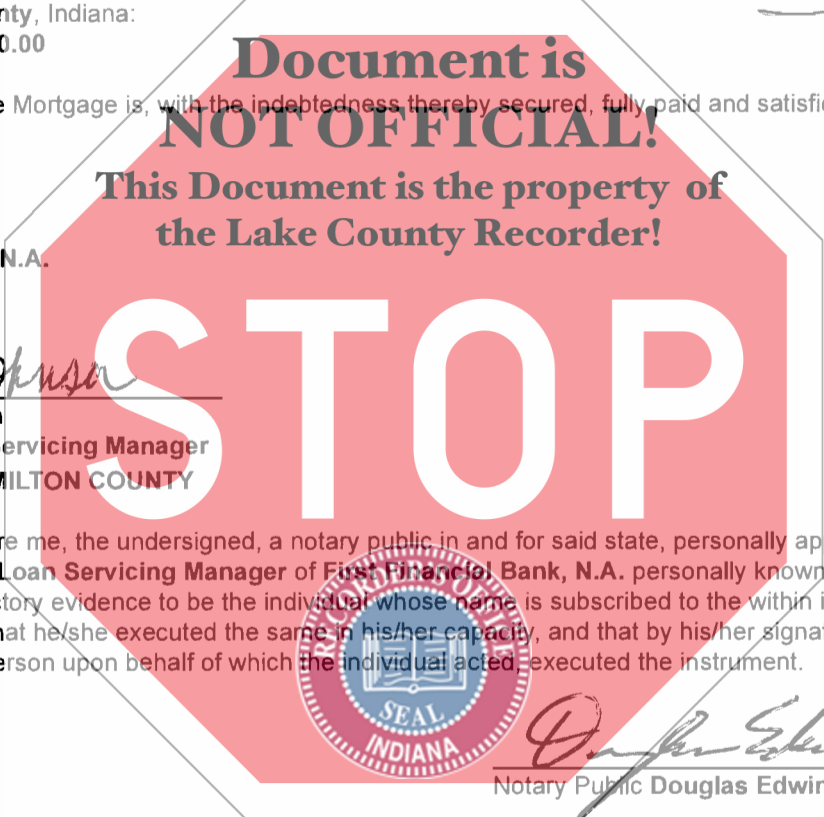 nty, Indiana:
0.00
Document is
e Mortgage is, with the indebtedness thereby secured, fully paid and satisfi
NOT OFFICIAL!
This Document is the property of
the Lake County Recorder!
N.A.
STOP
ervicing Manager
MILTON COUNTY
re me, the undersigned, a notary public in and for said state, personally ap
Loan Servicing Manager of First Financial Bank, N.A. personally known
tory evidence to be the individual whose name is subscribed to the within i
hat he/she executed the same in his/her capacity, and that by his/her signat
erson upon behalf of which the individual acted, executed the instrument.
SEAL
INDIANA
Notary Public Douglas Edwin